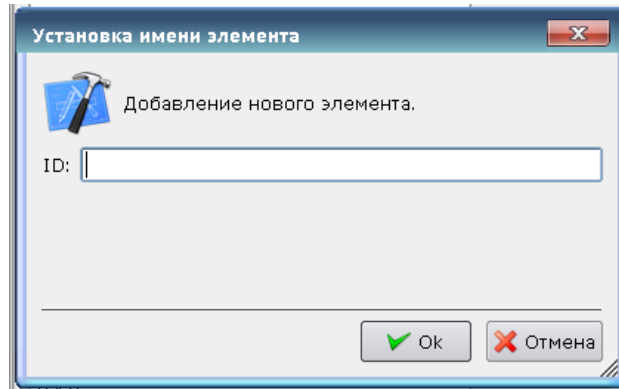 Установка имени элемента
Добавление нового элемента.
ID:
Ok
Отмена